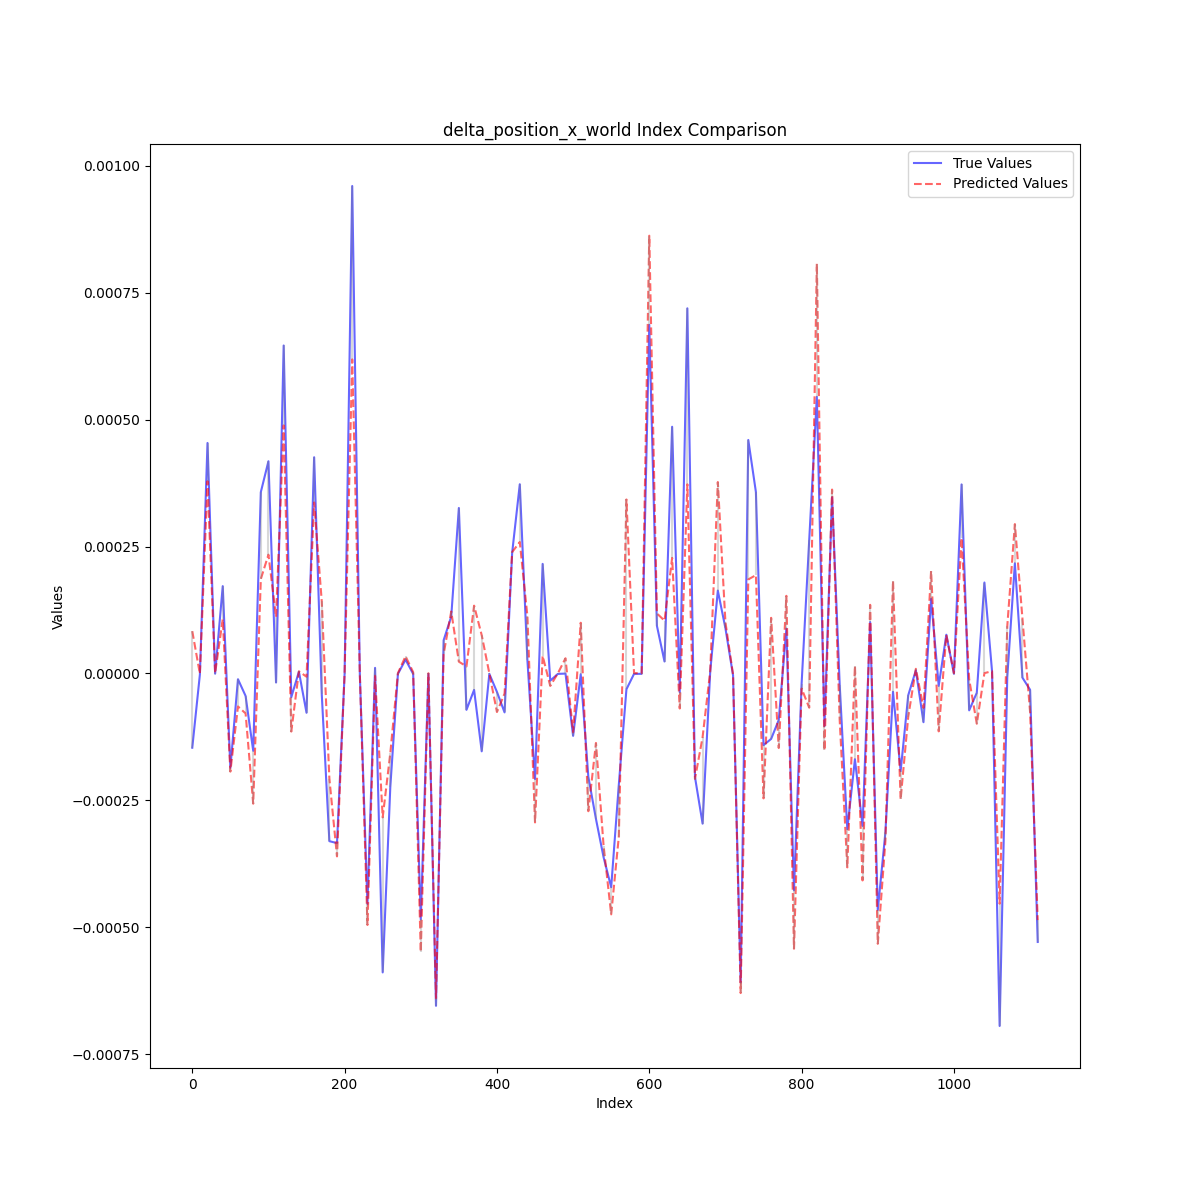 delta_position_x_world Index Comparison
True Values
Predicted Values
0.00100
0.00075
0.00050
0.00025
0.00000
−0.00025
−0.00050
−0.00075
Values
0 200 400 600 800 1000
Index